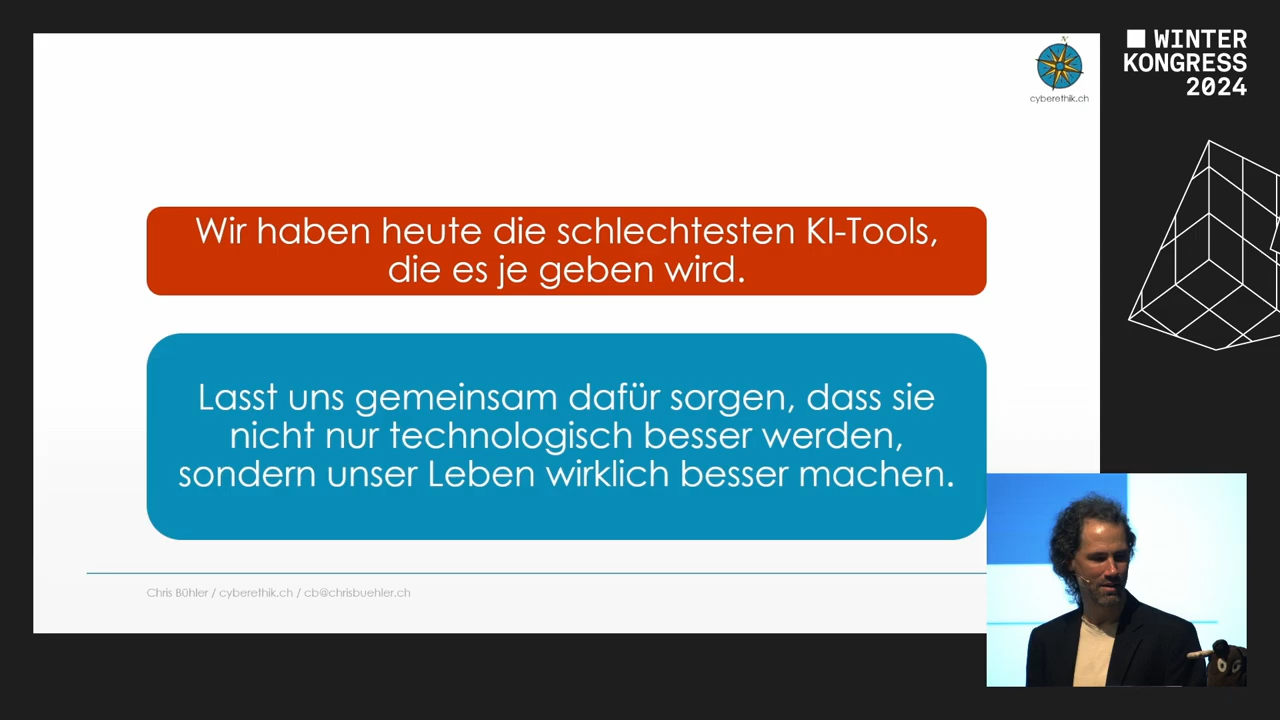 N
cyberethik.ch
WINTER
KONGRESS
2024
Wir haben heute die schlechtesten KI-Tools,
die es je geben wird.
Lasst uns gemeinsam dafür sorgen, dass sie
nicht nur technologisch besser werden,
sondern unser Leben wirklich besser machen.
Chris Bühler / cyberethik.ch / cb@chrisbuehler.ch